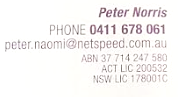 Peter Norris
PHONE 0411 678 061
peter.naomi@netspeed.com.au
ABN 37 714 247 580
ACT LIC 200532
NSW LIC 178001C